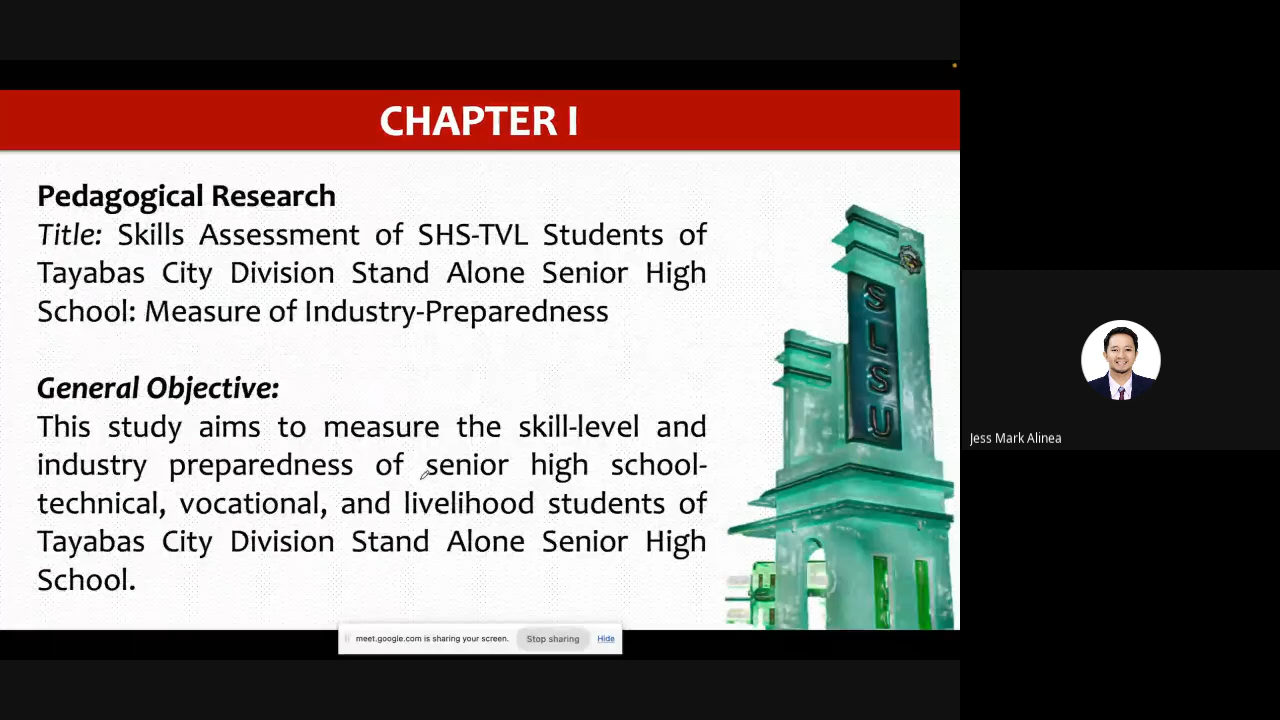 CHAPTER I
Pedagogical Research
Title: Skills Assessment of SHS-TVL Students of
Tayabas City Division Stand Alone Senior High
School: Measure of Industry-Preparedness
General Objective:
This study aims to measure the skill-level and
industry preparedness of senior high school-
technical, vocational, and livelihood students of
Tayabas City Division Stand Alone Senior High
School.
SLSU
Jess Mark Alinea
meet.google.com is sharing your screen. Stop sharing Hide